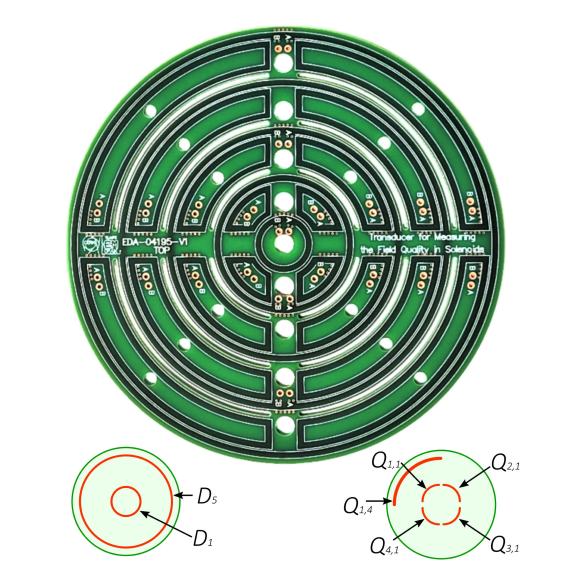 B A
B A
A B
A B
A B
A B
A B
A B
A B
A B
EDA-04195-V1
TOP
Transducer for Measuring
the Field Quality in Solenoids
A B
A B
A B
A B
A B
A B
A B
A B
B A
B A
Q1,1
Q2,1
D5
Q1,4
D1
Q4,1
Q3,1